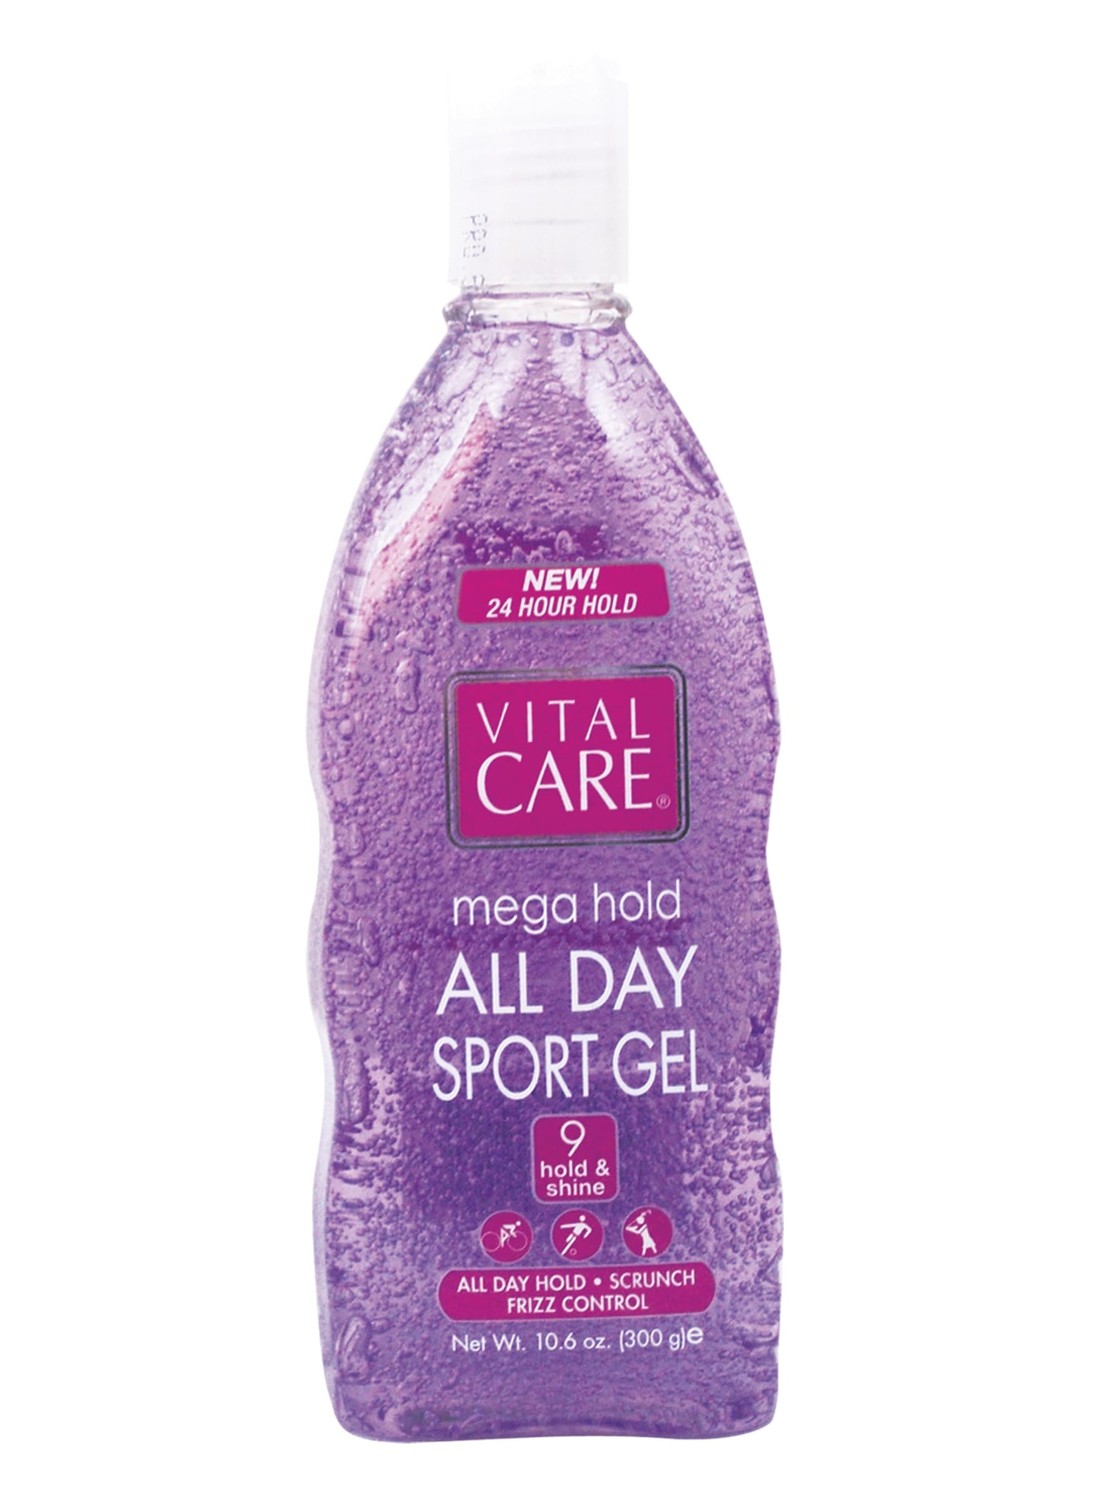 NEW!
24 HOUR HOLD
VITAL
CARE®
mega hold
ALL DAY
SPORT GEL
9
hold &
shine
ALL DAY HOLD • SCRUNCH
FRIZZ CONTROL
Net Wt. 10.6 oz. (300 g)e